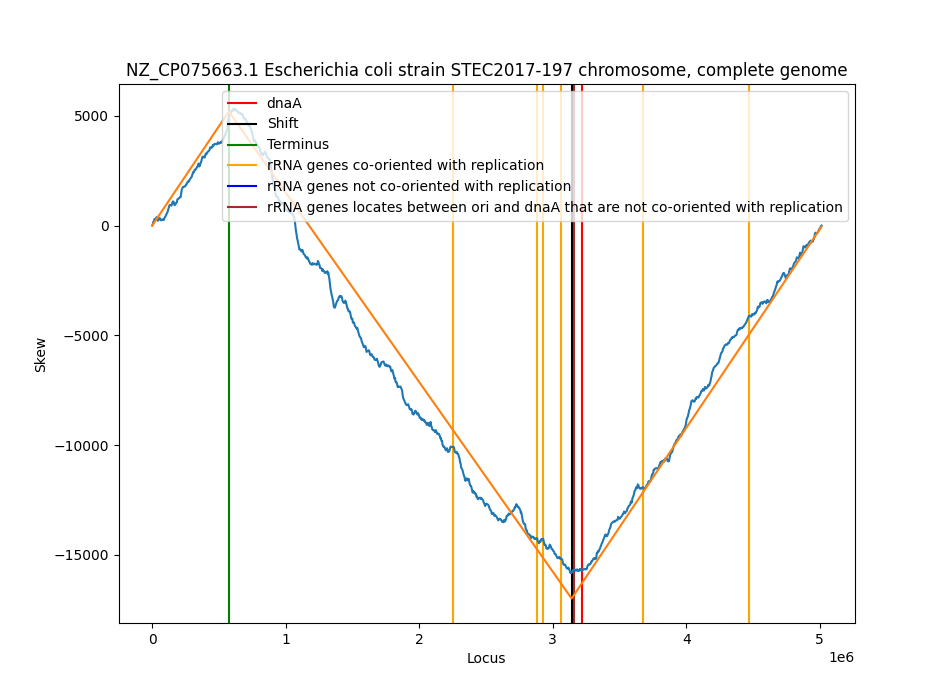 NZ_CP075663.1 Escherichia coli strain STEC2017-197 chromosome, complete genome
dnaA
Shift
Terminus
rRNA genes co-oriented with replication
rRNA genes not co-oriented with replication
rRNA genes locates between ori and dnaA that are not co-oriented with replication
5000
0
−5000
−10000
−15000
Skew
0
1
2
3
4
5
1e6
Locus